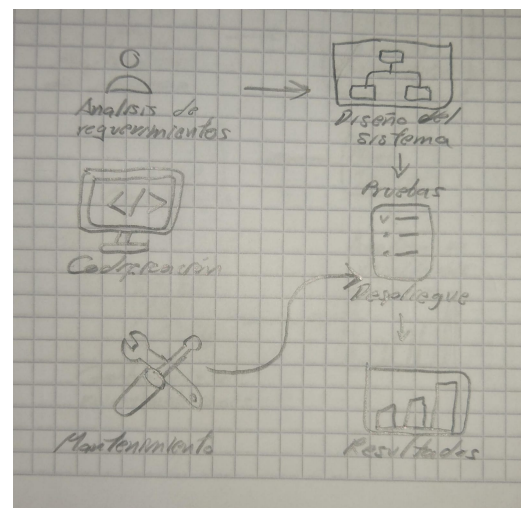 Analisis de
requerimientos
Diseño del
sistema
Pruebas
</>
Codificación
Despliegue
Mantenimiento
Resultados